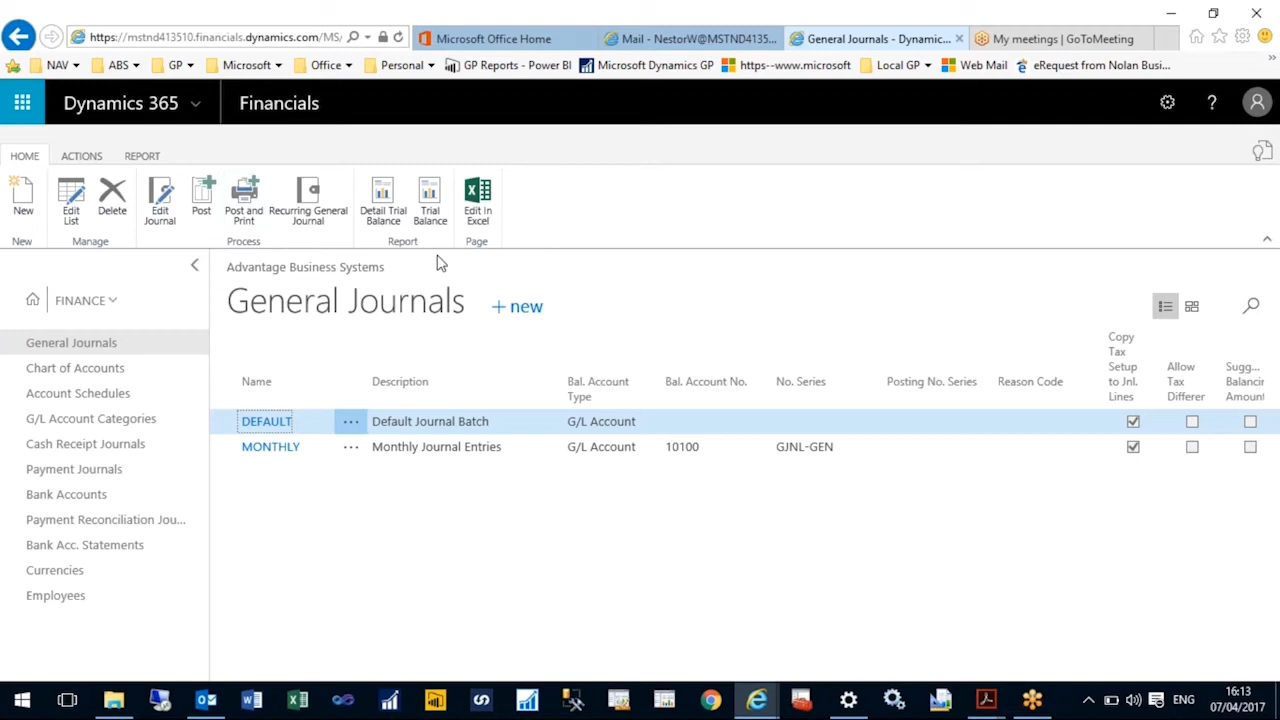 https://mstnd413510.financials.dynamics.com/MS/
Microsoft Office Home
Mail - NestorW@MSTND4135...
General Journals - Dynamic...
My meetings | GoToMeeting
NAV
ABS
GP
Microsoft
Office
Personal
GP Reports - Power BI
Microsoft Dynamics GP
https--www.microsoft
Local GP
Web Mail
eRequest from Nolan Busi...
Dynamics 365
Financials
?
HOME
ACTIONS
REPORT
New
Edit List
Delete
Edit Journal
Post
Post and Print
Recurring General Journal
Detail Trial Balance
Trial Balance
Edit In Excel
New
Manage
Process
Report
Page
Advantage Business Systems
General Journals
+ new
FINANCE
General Journals
Chart of Accounts
Account Schedules
G/L Account Categories
Cash Receipt Journals
Payment Journals
Bank Accounts
Payment Reconciliation Jou...
Bank Acc. Statements
Currencies
Employees
Name
Description
Bal. Account Type
Bal. Account No.
No. Series
Posting No. Series
Reason Code
Copy Tax Setup to Jnl. Lines
Allow Tax Differer
Sugg... Balancin Amount
DEFAULT ... Default Journal Batch G/L Account
MONTHLY ... Monthly Journal Entries G/L Account 10100 GJNL-GEN
ENG
16:13
07/04/2017